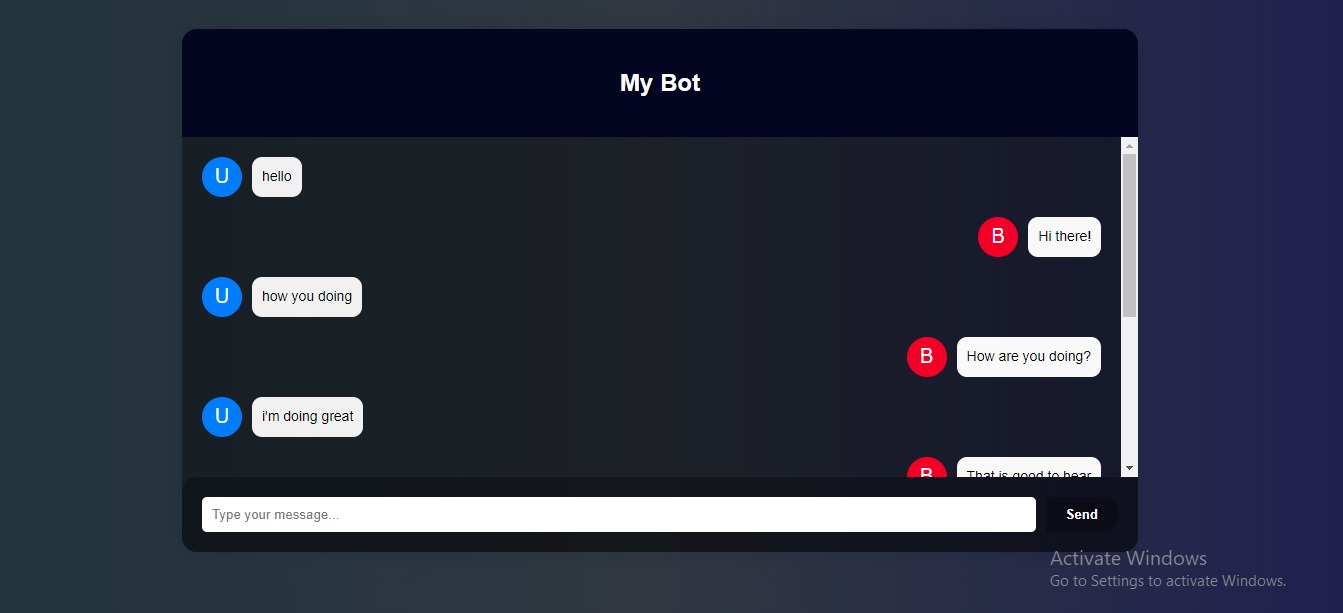 My Bot
U hello
B Hi there!
U how you doing
B How are you doing?
U i'm doing great
B That is good to hear
Type your message... Send
Activate Windows
Go to Settings to activate Windows.